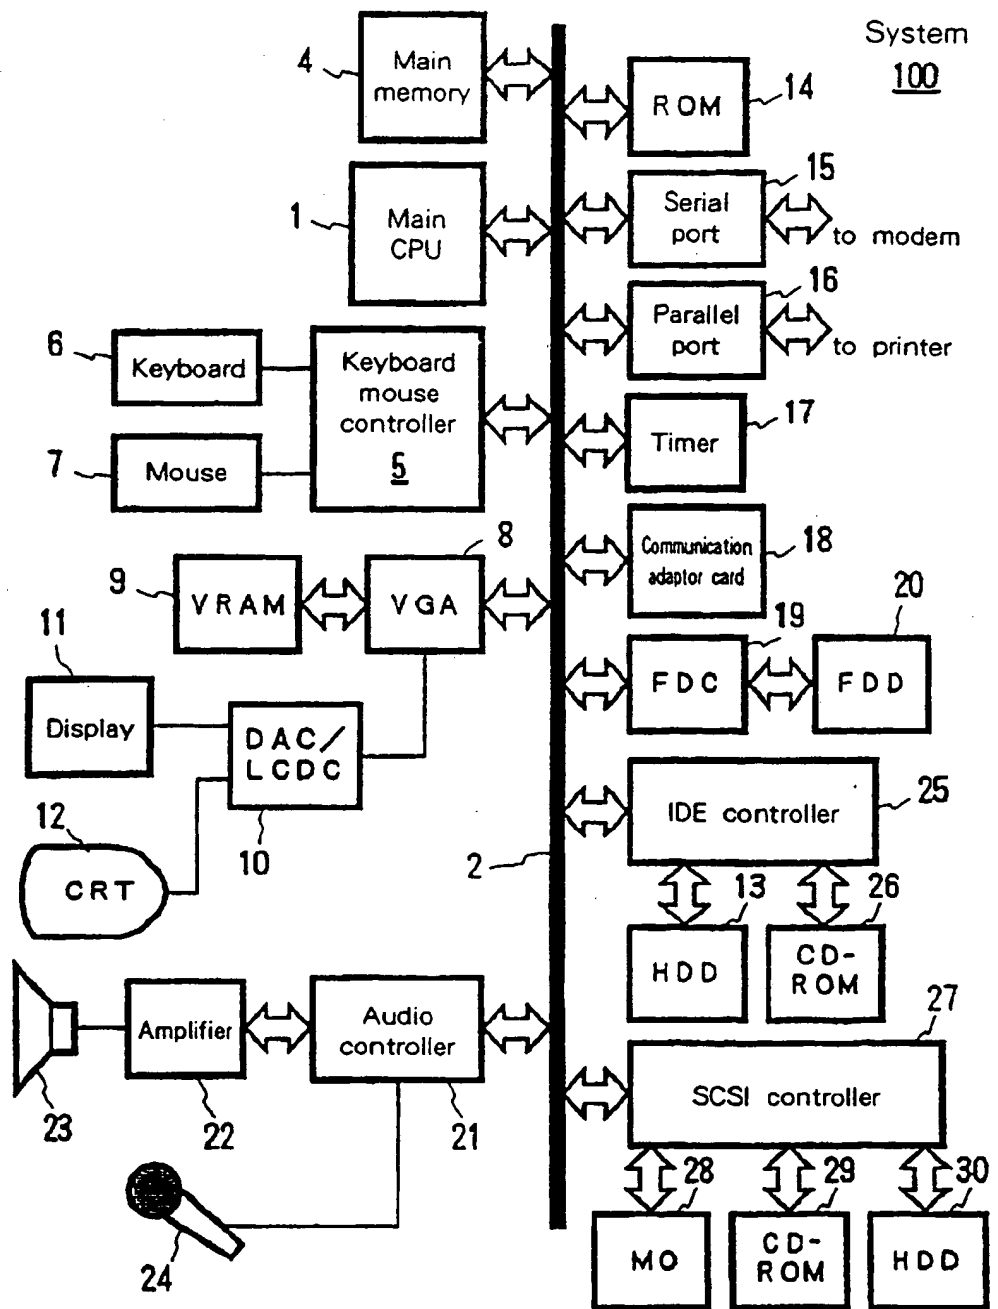 System
100
4
Main
memory
ROM
14
1
Main
CPU
15
Serial
port
to modem
16
Parallel
port
to printer
6
Keyboard
Keyboard
mouse
controller
5
7
Mouse
Timer
17
Communication
adaptor card
18
9
VRAM
8
VGA
19
FDC
20
FDD
11
Display
DAC/
LCDC
10
12
CRT
2
IDE controller
25
13
HDD
26
CD-
ROM
23
Amplifier
22
Audio
controller
21
24
27
SCSI controller
28
MO
29
CD-
ROM
30
HDD